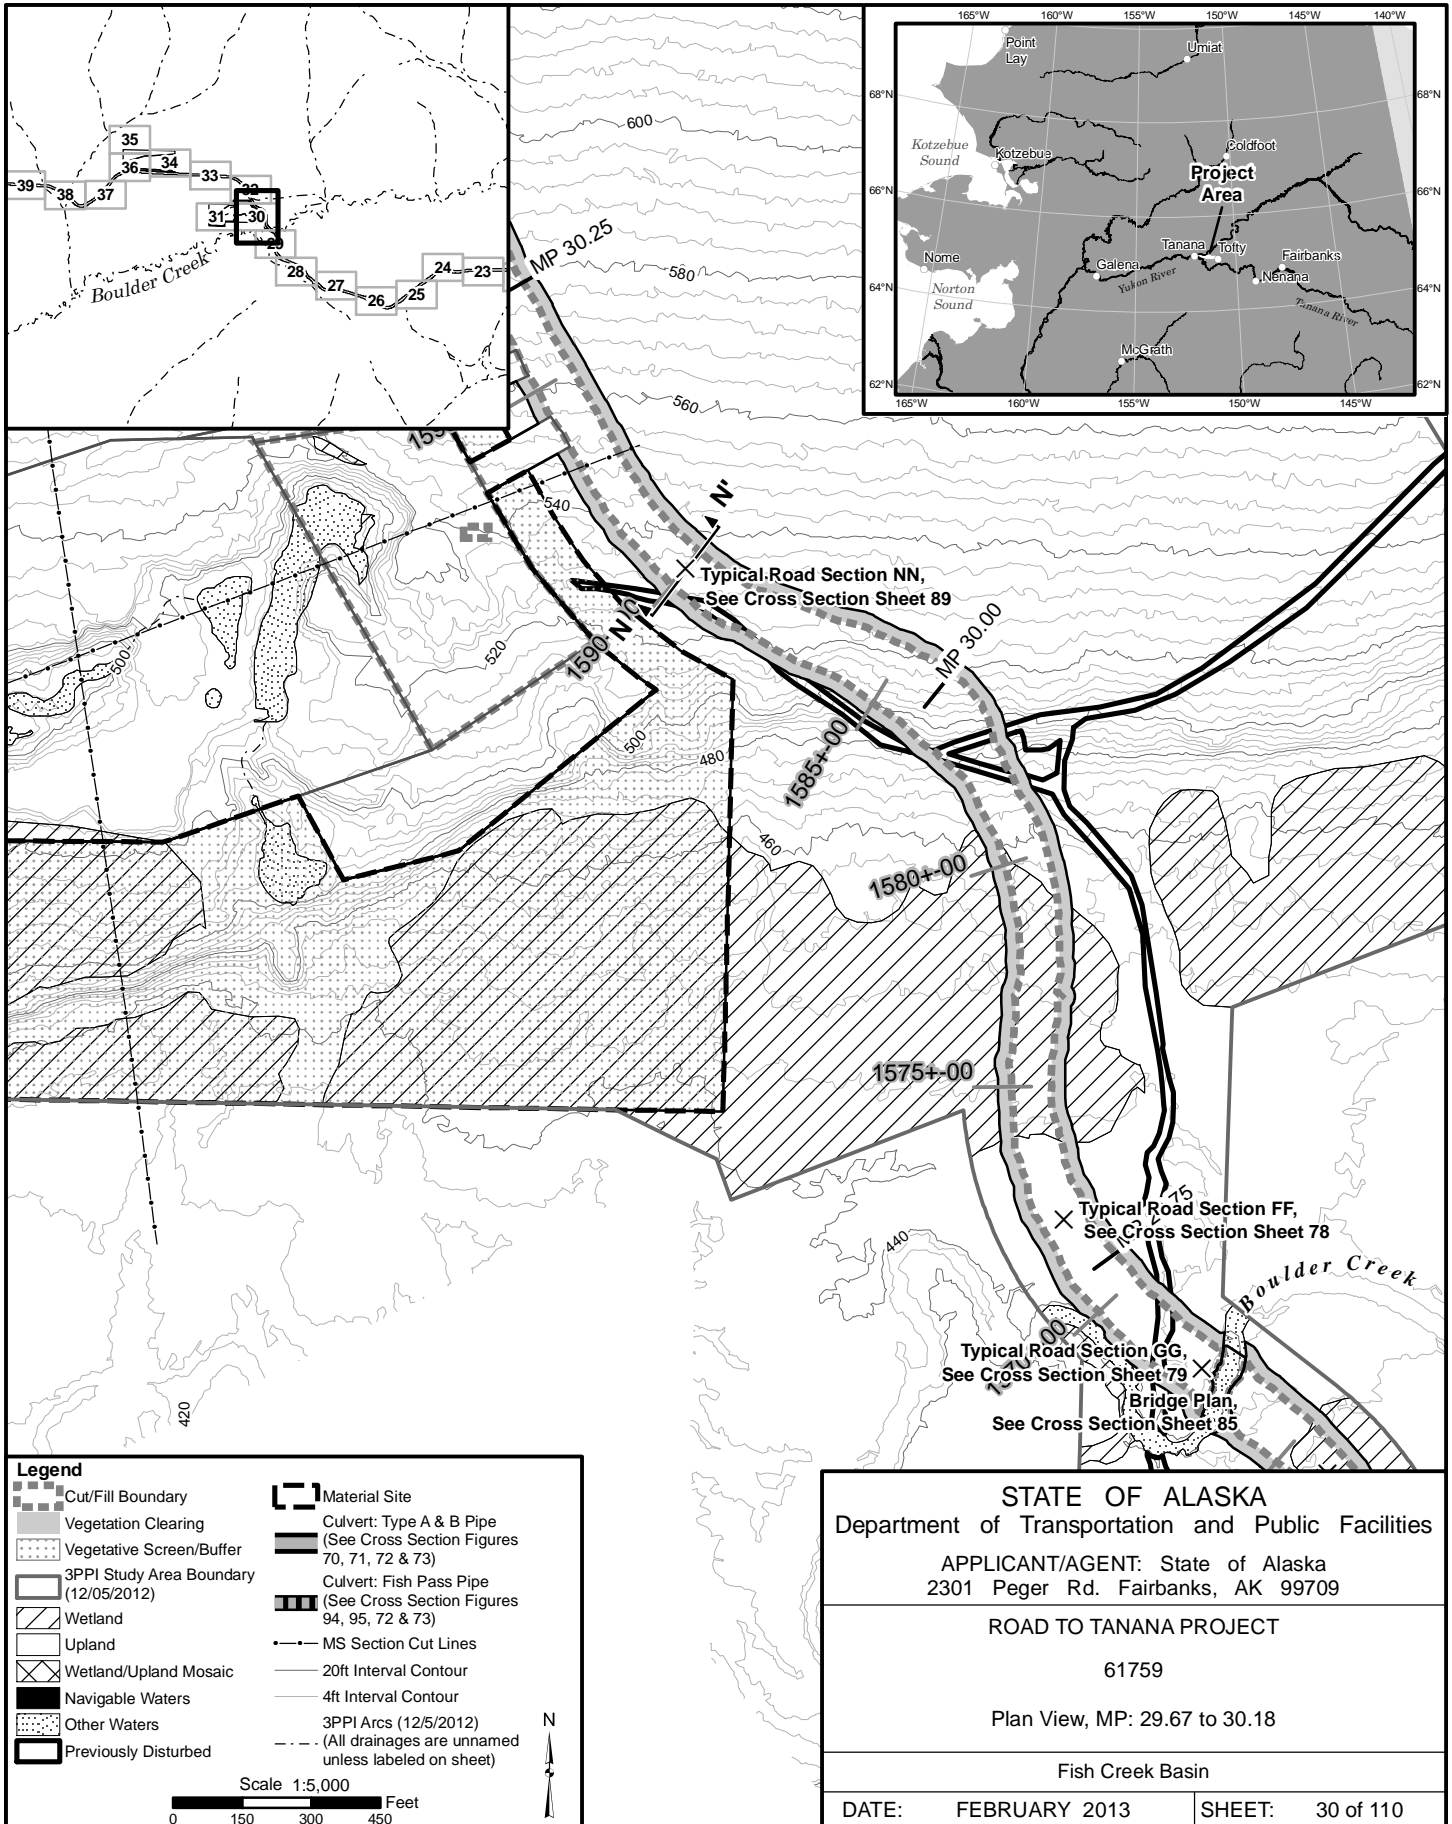 35
34
36
33
39
38
37
32
31
30
29
28
27
26
25
24
23
Boulder Creek
165°W
160°W
155°W
150°W
145°W
140°W
68°N
68°N
66°N
66°N
64°N
64°N
62°N
62°N
165°W
160°W
155°W
150°W
145°W
Point
Lay
Umiat
Kotzebue
Sound
Kotzebue
Coldfoot
Project
Area
Tanana
Tofty
Fairbanks
Nome
Galena
Nenana
Norton
Sound
Yukon River
Tanana River
McGrath
600
MP 30.25
580
560
540
N'
Typical Road Section NN,
See Cross Section Sheet 89
N
1590
MP 30.00
500
520
500
480
1585+-00
460
1580+-00
1575+-00
75
Typical Road Section FF,
See Cross Section Sheet 78
440
Boulder Creek
00
Typical Road Section GG,
See Cross Section Sheet 79
Bridge Plan,
See Cross Section Sheet 85
420
Legend
Cut/Fill Boundary
Vegetation Clearing
Vegetative Screen/Buffer
3PPI Study Area Boundary
(12/05/2012)
Wetland
Upland
Wetland/Upland Mosaic
Navigable Waters
Other Waters
Previously Disturbed
Material Site
Culvert: Type A & B Pipe
(See Cross Section Figures
70, 71, 72 & 73)
Culvert: Fish Pass Pipe
(See Cross Section Figures
94, 95, 72 & 73)
MS Section Cut Lines
20ft Interval Contour
4ft Interval Contour
3PPI Arcs (12/5/2012)
(All drainages are unnamed
unless labeled on sheet)
N
Scale 1:5,000
Feet
0 150 300 450
STATE OF ALASKA
Department of Transportation and Public Facilities
APPLICANT/AGENT: State of Alaska
2301 Peger Rd. Fairbanks, AK 99709
ROAD TO TANANA PROJECT
61759
Plan View, MP: 29.67 to 30.18
Fish Creek Basin
DATE: FEBRUARY 2013
SHEET: 30 of 110